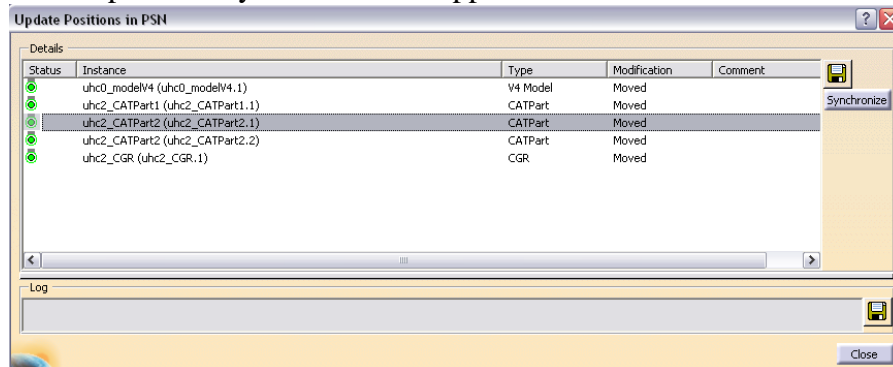 Update Positions in PSN
Details
Status Instance Type Modification Comment
uhc0_modelV4 (uhc0_modelV4.1) V4 Model Moved
uhc2_CATPart1 (uhc2_CATPart1.1) CATPart Moved
Synchronize
uhc2_CATPart2 (uhc2_CATPart2.1) CATPart Moved
uhc2_CATPart2 (uhc2_CATPart2.2) CATPart Moved
uhc2_CGR (uhc2_CGR.1) CGR Moved
Log
Close